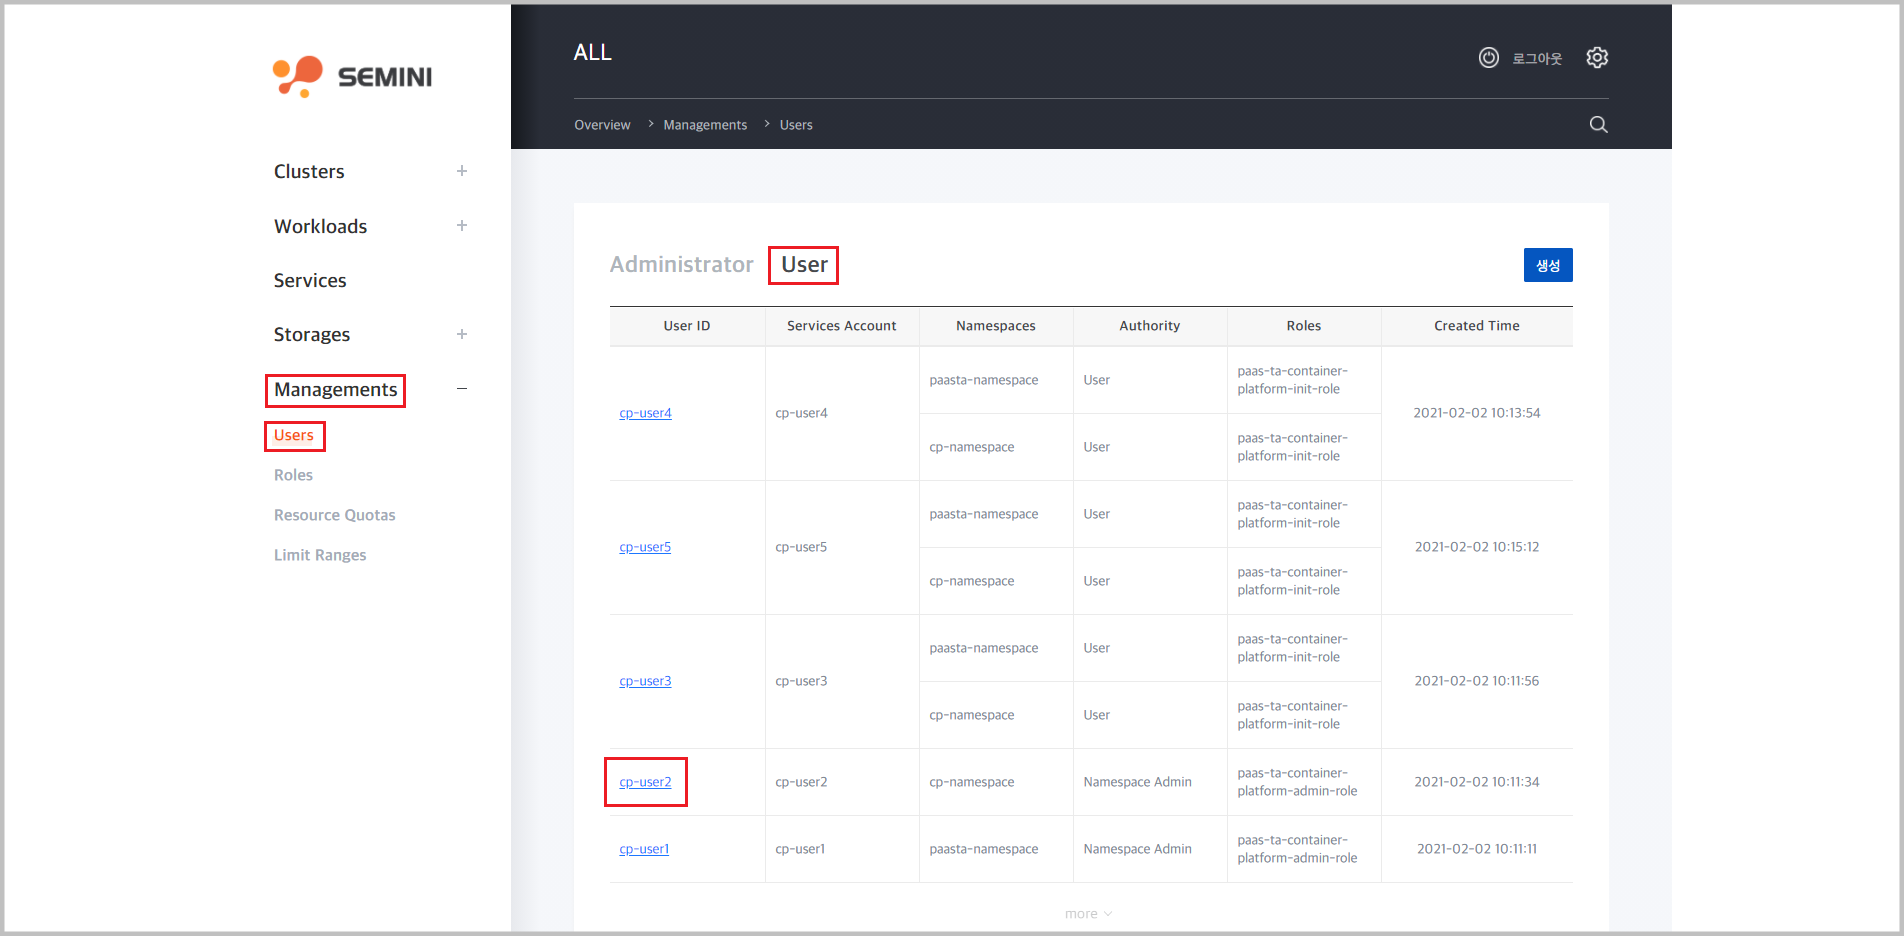 SEMINI
Clusters
Workloads
Services
Storages
Managements
Users
Roles
Resource Quotas
Limit Ranges
ALL
로그아웃
Overview > Managements > Users
Administrator User
생성
User ID Services Account Namespaces Authority Roles Created Time
cp-user4 cp-user4 2021-02-02 10:13:54
paasta-namespace User paas-ta-container-
platform-init-role
cp-namespace User paas-ta-container-
platform-init-role
cp-user5 cp-user5 2021-02-02 10:15:12
paasta-namespace User paas-ta-container-
platform-init-role
cp-namespace User paas-ta-container-
platform-init-role
cp-user3 cp-user3 2021-02-02 10:11:56
paasta-namespace User paas-ta-container-
platform-init-role
cp-namespace User paas-ta-container-
platform-init-role
cp-user2 cp-user2 cp-namespace Namespace Admin paas-ta-container-
platform-admin-role 2021-02-02 10:11:34
cp-user1 cp-user1 paasta-namespace Namespace Admin paas-ta-container-
platform-admin-role 2021-02-02 10:11:11
more